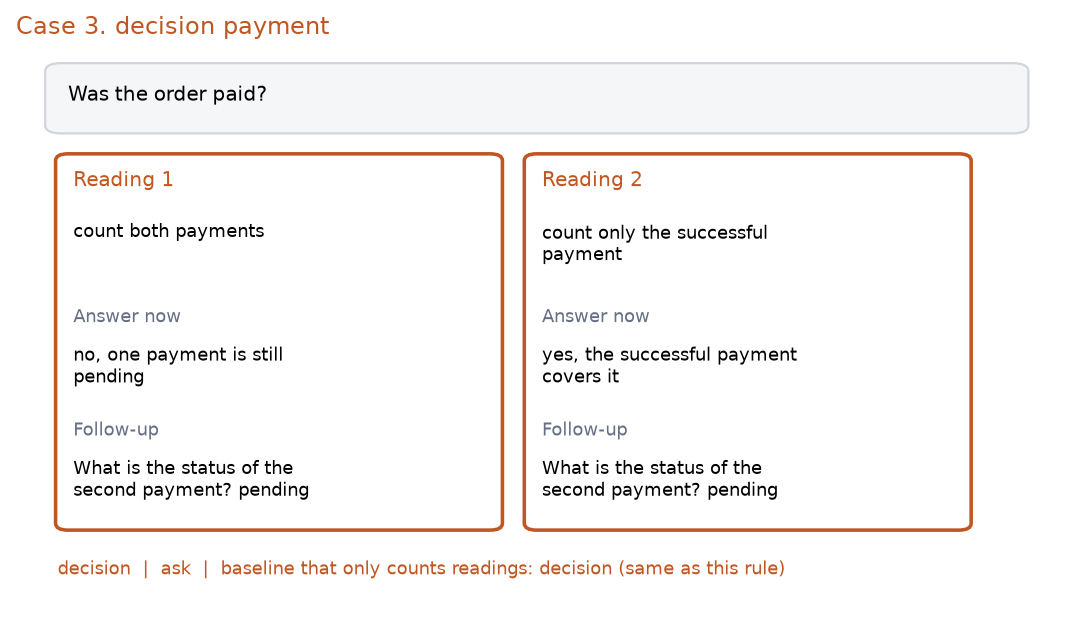 Case 3. decision payment
Was the order paid?
Reading 1
count both payments
Answer now
no, one payment is still
pending
Follow-up
What is the status of the
second payment? pending
Reading 2
count only the successful
payment
Answer now
yes, the successful payment
covers it
Follow-up
What is the status of the
second payment? pending
decision | ask | baseline that only counts readings: decision (same as this rule)